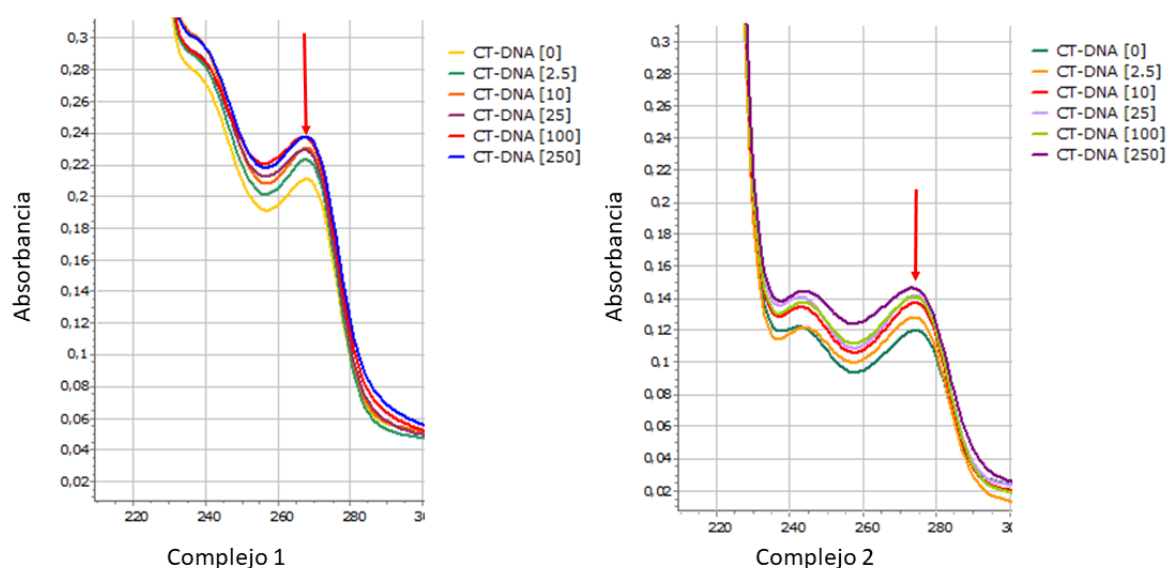 0,3
0,28
0,26
0,24
0,22
0,2
0,18
0,16
0,14
0,12
0,1
0,08
0,06
0,04
0,02
220
240
260
280
30
Absorbancia
Complejo 1
CT-DNA [0]
CT-DNA [2.5]
CT-DNA [10]
CT-DNA [25]
CT-DNA [100]
CT-DNA [250]
0,3
0,28
0,26
0,24
0,22
0,2
0,18
0,16
0,14
0,12
0,1
0,08
0,06
0,04
0,02
220
240
260
280
30
Absorbancia
Complejo 2
CT-DNA [0]
CT-DNA [2.5]
CT-DNA [10]
CT-DNA [25]
CT-DNA [100]
CT-DNA [250]